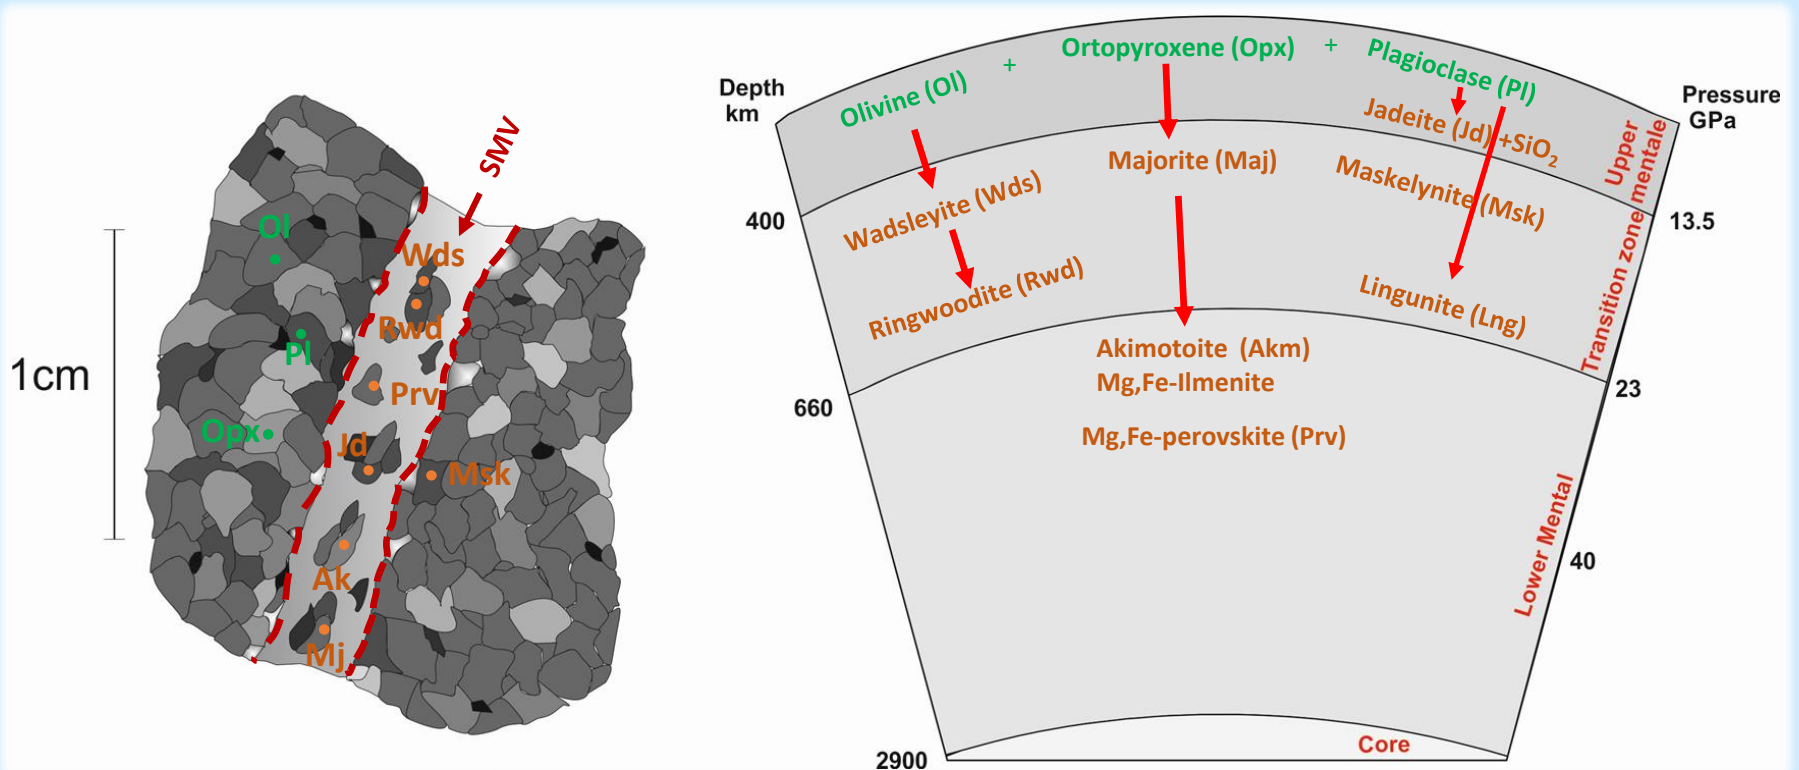 SMV
Ol
Wds
Rwd
Pl
1cm
Prv
Opx
Jd
Msk
Ak
Mj
Depth
km
Olivine (Ol)
+
Ortopyroxene (Opx)
+
Plagioclase (Pl)
Pressure
GPa
Jadeite (Jd) +SiO₂
Upper
mentale
Majorite (Maj)
Maskelynite (Msk)
Wadsleyite (Wds)
400
13.5
Transition zone
Ringwoodite (Rwd)
Lingunite (Lng)
Akimotoite (Akm)
Mg,Fe-Ilmenite
660
23
Mg,Fe-perovskite (Prv)
Lower Mental
40
Core
2900